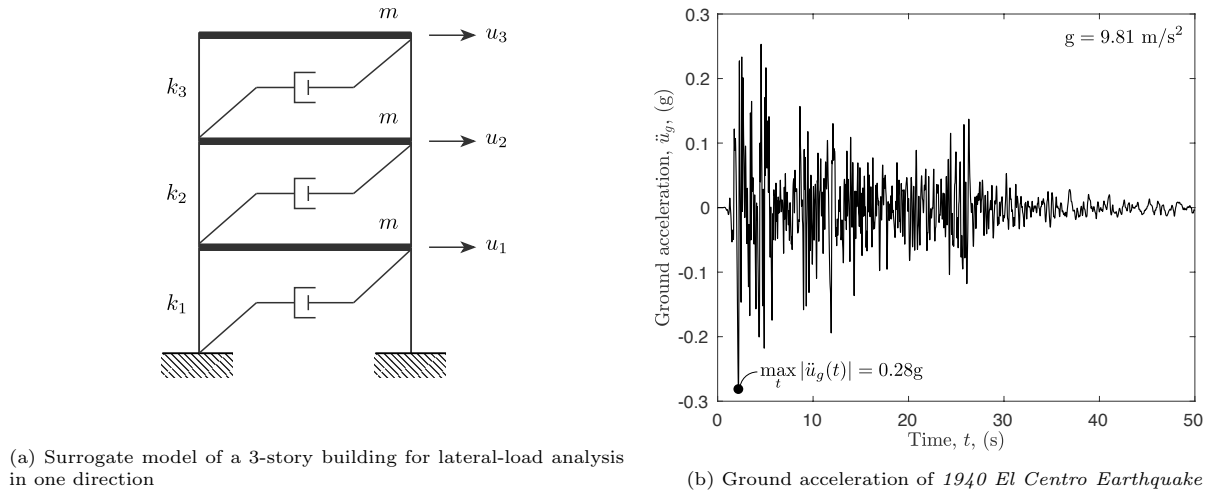 m
u₃
k₃
m
u₂
k₂
m
u₁
k₁
(a) Surrogate model of a 3-story building for lateral-load analysis
in one direction
g = 9.81 m/s²
0.3
0.2
0.1
0
-0.1
-0.2
-0.3
Ground acceleration, ü_g, (g)
max |ü_g(t)| = 0.28g
t
0
10
20
30
40
50
Time, t, (s)
(b) Ground acceleration of 1940 El Centro Earthquake